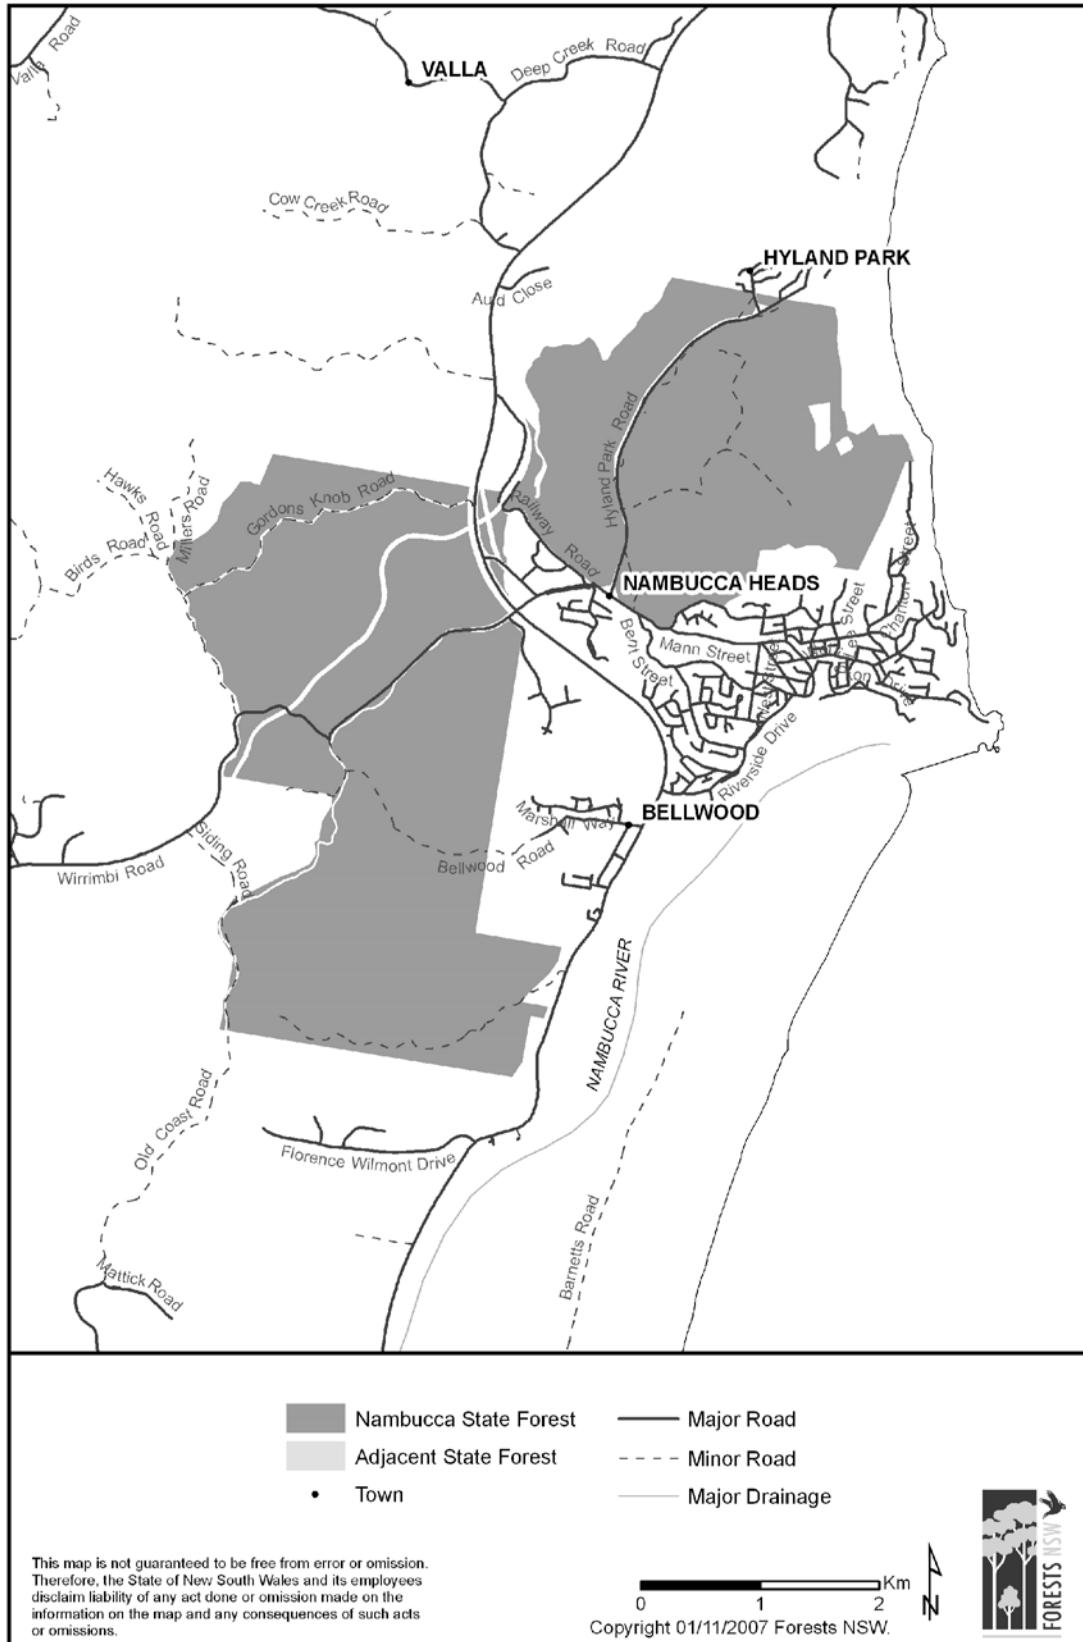 Valla Road
VALLA
Deep Creek Road
Cow Creek Road
HYLAND PARK
Auld Close
Hyland Park Road
Hawks Road
Millers Road
Gordons Knob Road
Railway Road
Birds Road
NAMBUCCA HEADS
Bent Street
Mann Street
West Street
Lee Street
Riverside Drive
BELLWOOD
Marshall Way
Siding Road
Bellwood Road
Wirrimbi Road
NAMBUCCA RIVER
Old Coast Road
Florence Wilmont Drive
Barnetts Road
Mattick Road
Nambucca State Forest
Adjacent State Forest
Town
Major Road
Minor Road
Major Drainage
This map is not guaranteed to be free from error or omission.
Therefore, the State of New South Wales and its employees
disclaim liability of any act done or omission made on the
information on the map and any consequences of such acts
or omissions.
Km
0 1 2
N
Copyright 01/11/2007 Forests NSW.
FORESTS NSW